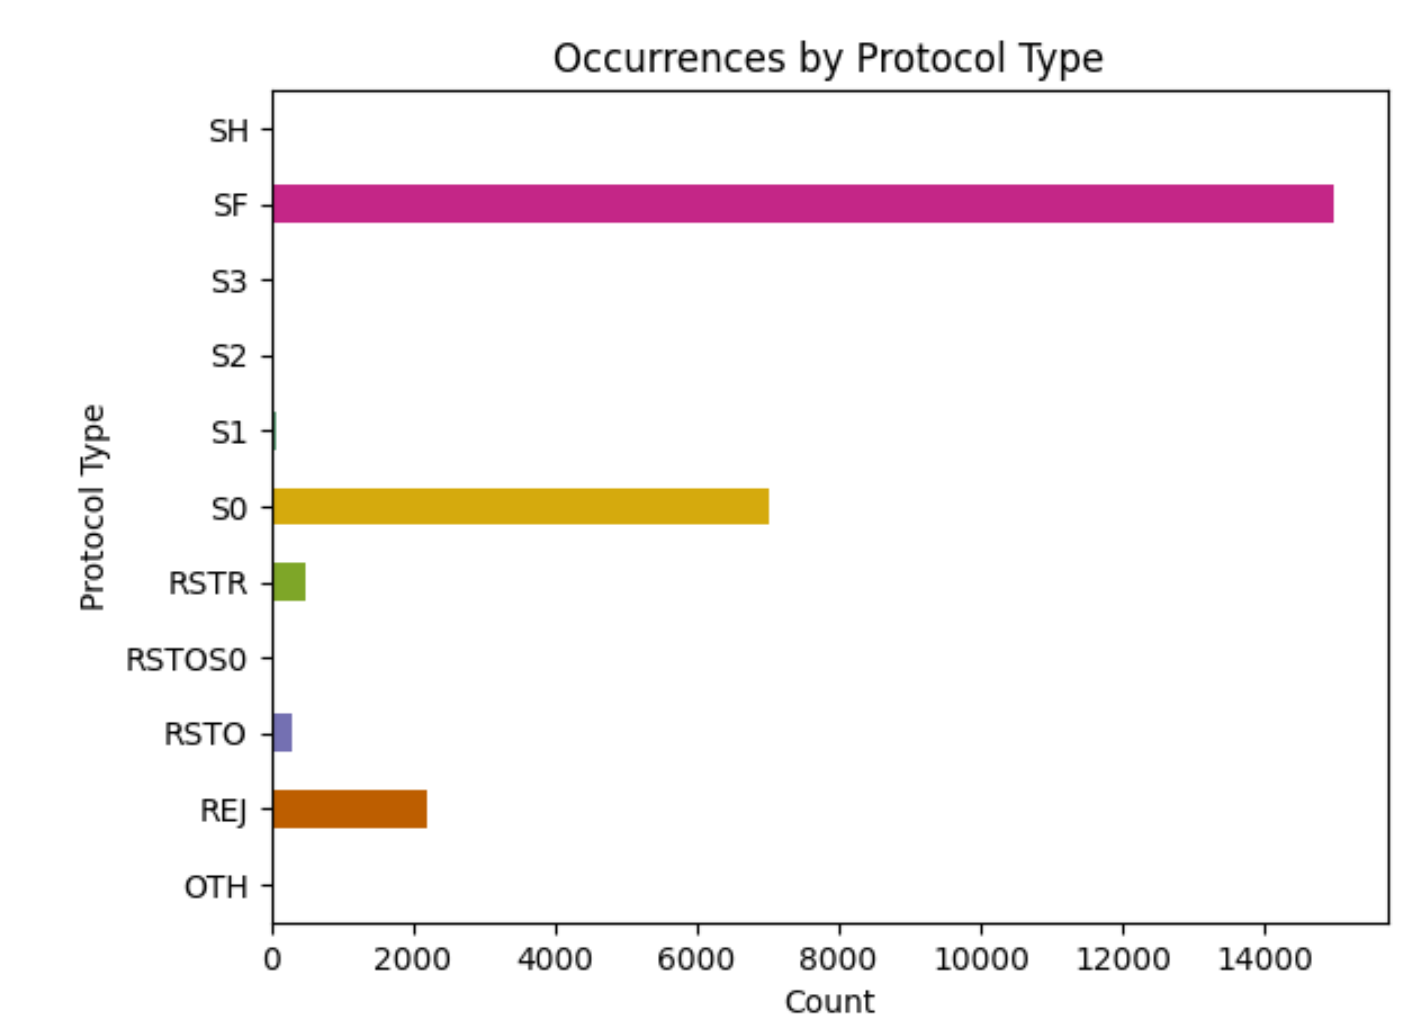 Occurrences by Protocol Type
SH
SF
S3
S2
S1
S0
RSTR
RSTOS0
RSTO
REJ
OTH
Protocol Type
0 2000 4000 6000 8000 10000 12000 14000
Count